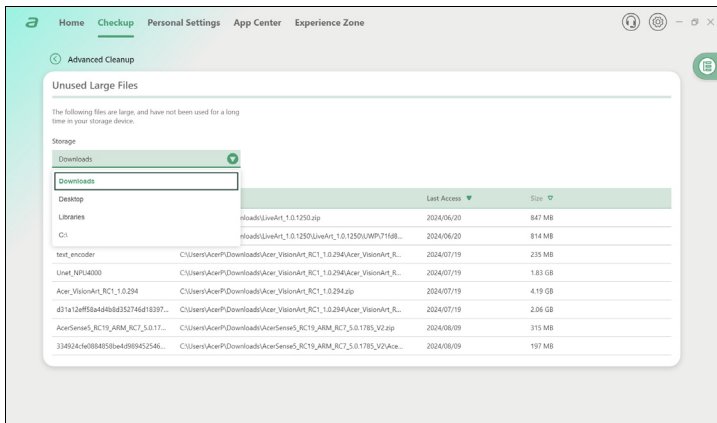 a Home Checkup Personal Settings App Center Experience Zone
Advanced Cleanup
Unused Large Files
The following files are large, and have not been used for a long
time in your storage device.
Storage
Downloads
Downloads
Desktop
Libraries
C:\
Last Access Size
nloads\LiveArt_1.0.1250.zip 2024/06/20 847 MB
nloads\LiveArt_1.0.1250\LiveArt_1.0.1250\UWP\71fd8... 2024/06/20 814 MB
text_encoder C:\Users\AcerP\Downloads\Acer_VisionArt_RC1_1.0.294\Acer_VisionArt_R... 2024/07/19 235 MB
Unet_NPU4000 C:\Users\AcerP\Downloads\Acer_VisionArt_RC1_1.0.294\Acer_VisionArt_R... 2024/07/19 1.83 GB
Acer_VisionArt_RC1_1.0.294 C:\Users\AcerP\Downloads\Acer_VisionArt_RC1_1.0.294.zip 2024/07/19 4.19 GB
d31a12eff58a4d4b8d352746d18397... C:\Users\AcerP\Downloads\Acer_VisionArt_RC1_1.0.294\Acer_VisionArt_R... 2024/07/19 2.06 GB
AcerSense5_RC19_ARM_RC7_5.0.17... C:\Users\AcerP\Downloads\AcerSense5_RC19_ARM_RC7_5.0.1785_V2.zip 2024/08/09 315 MB
334924cfe0884858be4d989452546... C:\Users\AcerP\Downloads\AcerSense5_RC19_ARM_RC7_5.0.1785_V2\Ace... 2024/08/09 197 MB